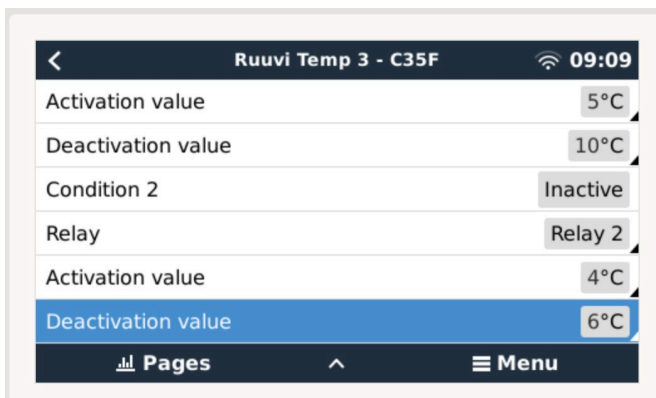 Ruuvi Temp 3 - C35F 09:09
Activation value 5°C
Deactivation value 10°C
Condition 2 Inactive
Relay Relay 2
Activation value 4°C
Deactivation value 6°C
Pages Menu